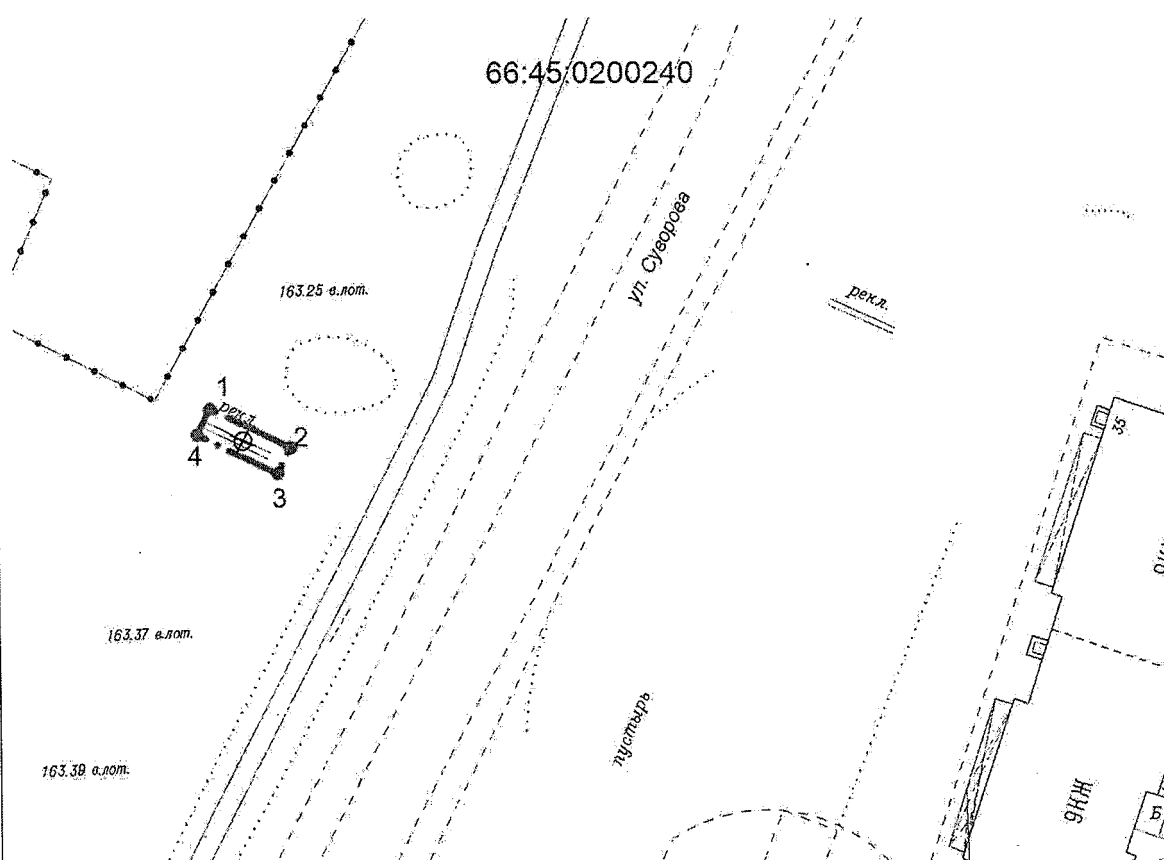 66:45:0200240
ул. Суворова
163.25 в.лот.
рекл.
1
рекл.
2
35
4
3
163.37 в.лот.
пустырь
163.39 в.лот.
9КЖ
Б